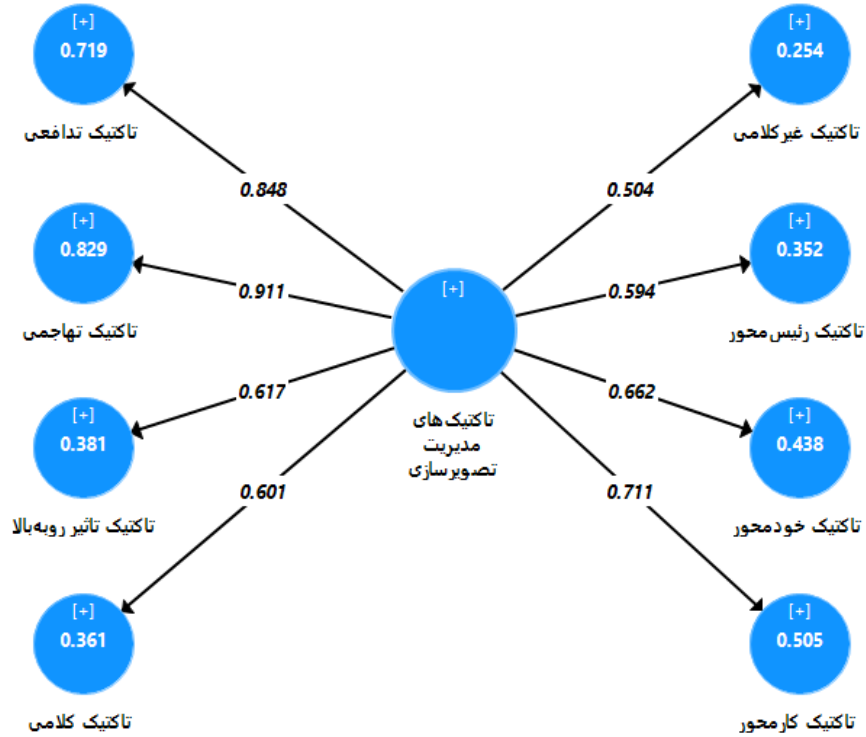 [+]
0.719
تاکتیک تدافعی
[+]
0.254
تاکتیک غیرکلامی
0.848
0.504
[+]
0.829
تاکتیک تهاجمی
[+]
0.352
تاکتیک رئیس‌محور
0.911
0.594
[+]
تاکتیک‌های
مدیریت
تصویرسازی
0.617
0.662
[+]
0.381
تاکتیک تاثیر روبه‌بالا
[+]
0.438
تاکتیک خودمحور
0.601
0.711
[+]
0.361
تاکتیک کلامی
[+]
0.505
تاکتیک کارمحور